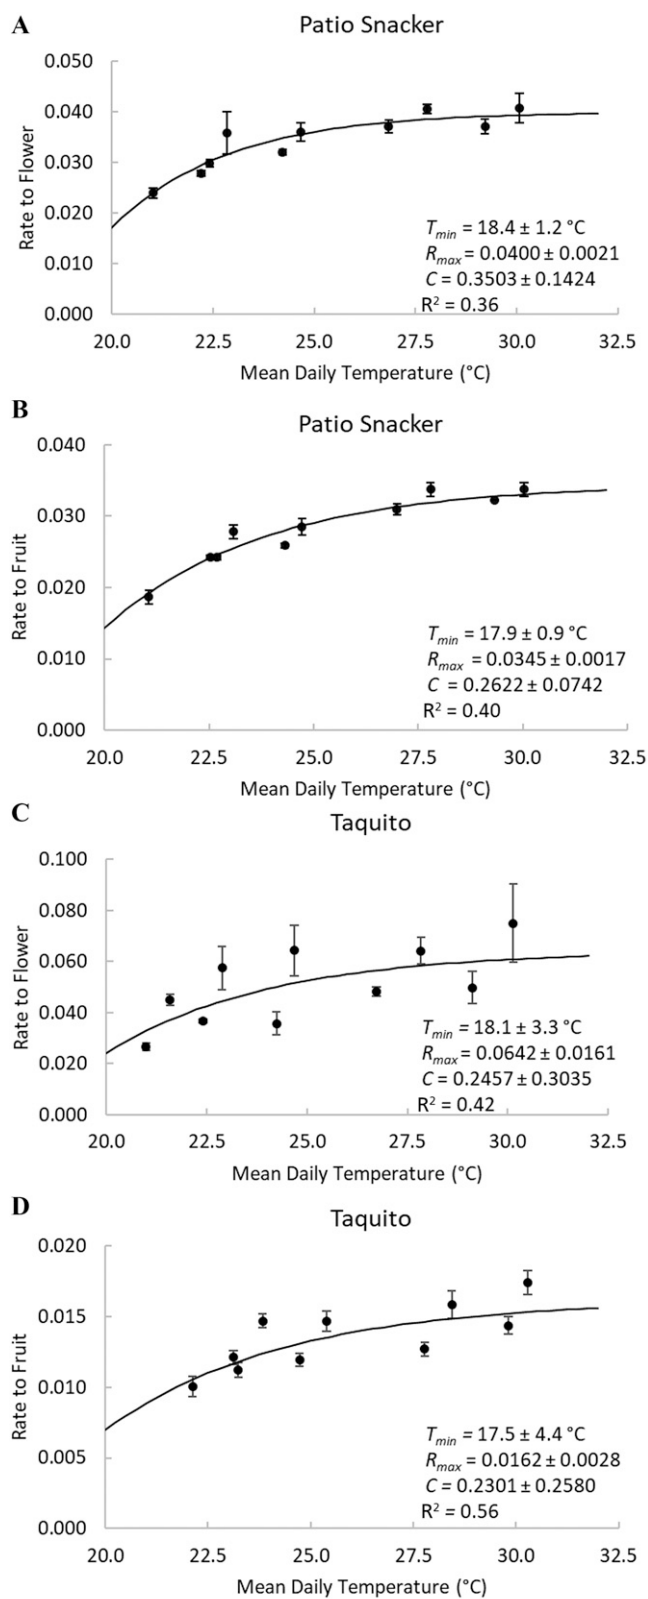 A
Patio Snacker
0.050
0.040
0.030
0.020
0.010
0.000
Rate to Flower
T_min = 18.4 ± 1.2 °C
R_max = 0.0400 ± 0.0021
C = 0.3503 ± 0.1424
R² = 0.36
20.0 22.5 25.0 27.5 30.0 32.5
Mean Daily Temperature (°C)
B
Patio Snacker
0.040
0.030
0.020
0.010
0.000
Rate to Fruit
T_min = 17.9 ± 0.9 °C
R_max = 0.0345 ± 0.0017
C = 0.2622 ± 0.0742
R² = 0.40
20.0 22.5 25.0 27.5 30.0 32.5
Mean Daily Temperature (°C)
C
Taquito
0.100
0.080
0.060
0.040
0.020
0.000
Rate to Flower
T_min = 18.1 ± 3.3 °C
R_max = 0.0642 ± 0.0161
C = 0.2457 ± 0.3035
R² = 0.42
20.0 22.5 25.0 27.5 30.0 32.5
Mean Daily Temperature (°C)
D
Taquito
0.020
0.015
0.010
0.005
0.000
Rate to Fruit
T_min = 17.5 ± 4.4 °C
R_max = 0.0162 ± 0.0028
C = 0.2301 ± 0.2580
R² = 0.56
20.0 22.5 25.0 27.5 30.0 32.5
Mean Daily Temperature (°C)